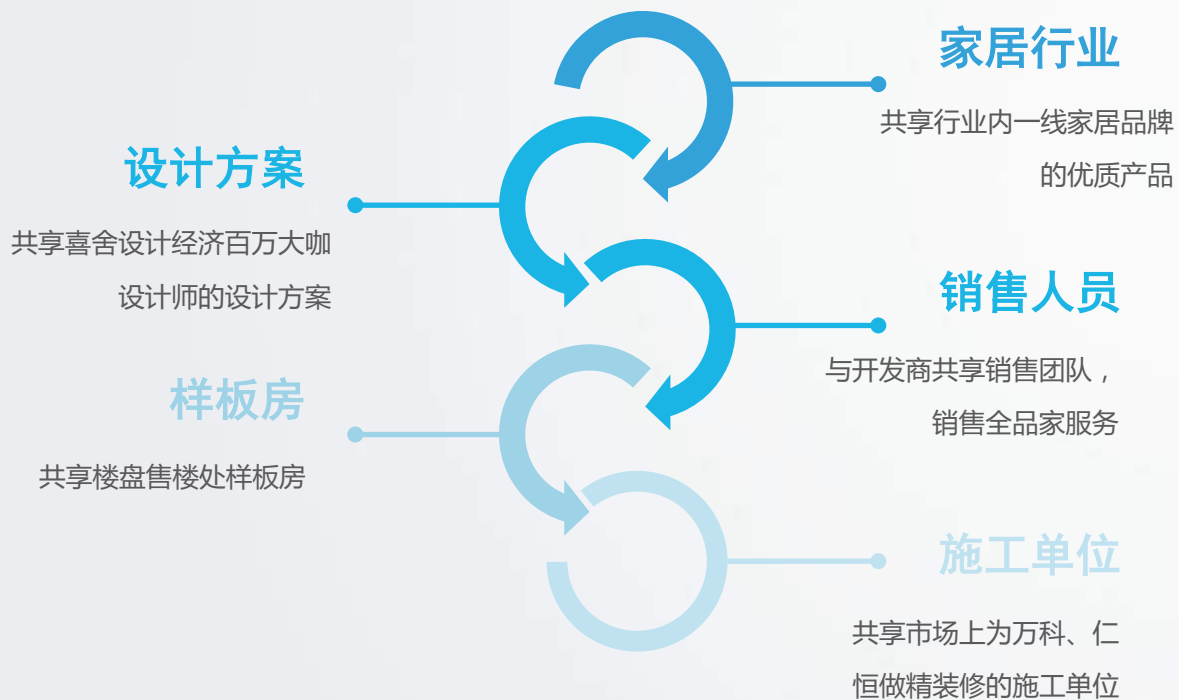 家居行业
共享行业内一线家居品牌
的优质产品
设计方案
共享喜舍设计经济百万大咖
设计师的设计方案
销售人员
与开发商共享销售团队，
销售全品家服务
样板房
共享楼盘售楼处样板房
施工单位
共享市场上为万科、仁
恒做精装修的施工单位